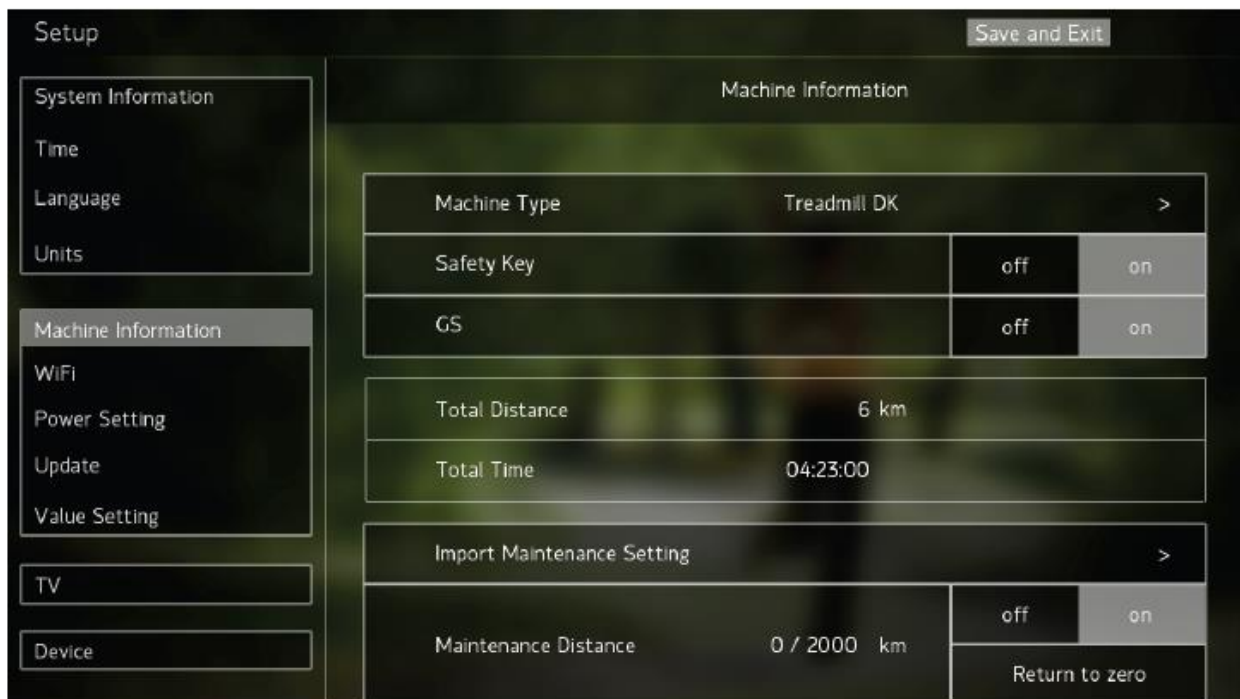 Setup
Save and Exit
System Information
Time
Language
Units
Machine Information
WiFi
Power Setting
Update
Value Setting
TV
Device
Machine Information
Machine Type Treadmill DK >
Safety Key off on
GS off on
Total Distance 6 km
Total Time 04:23:00
Import Maintenance Setting >
Maintenance Distance 0 / 2000 km off on
Return to zero